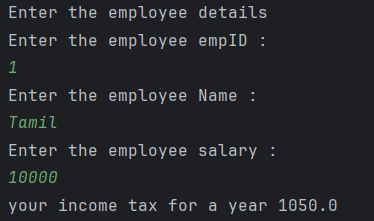 Enter the employee details
Enter the employee empID :
1
Enter the employee Name :
Tamil
Enter the employee salary :
10000
your income tax for a year 1050.0